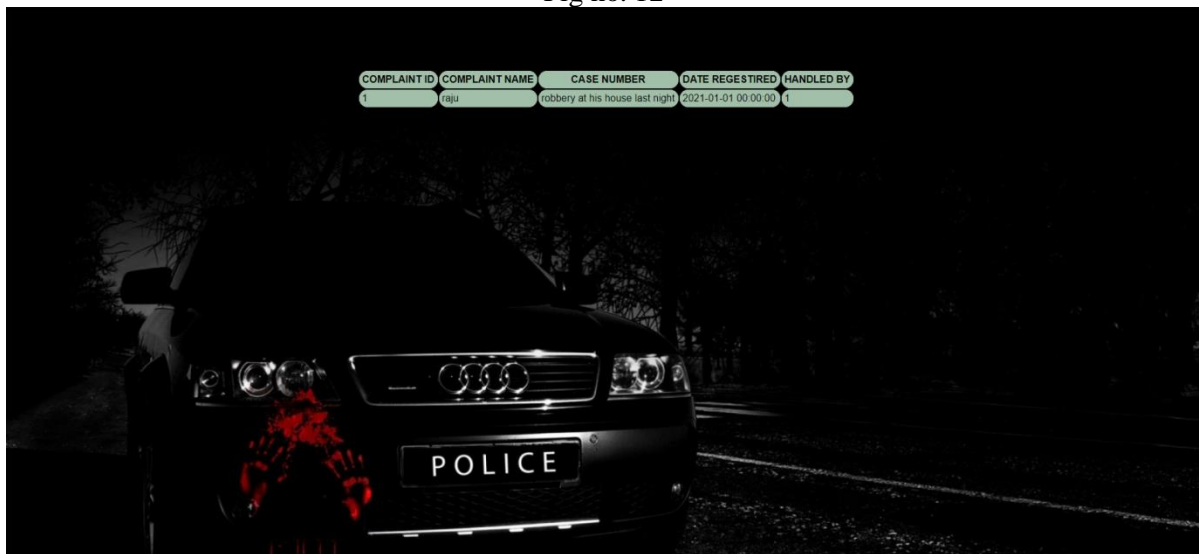 Fig no. 12
COMPLAINT ID COMPLAINT NAME CASE NUMBER DATE REGESTIRED HANDLED BY
1 raju robbery at his house last night 2021-01-01 00:00:00 1
POLICE